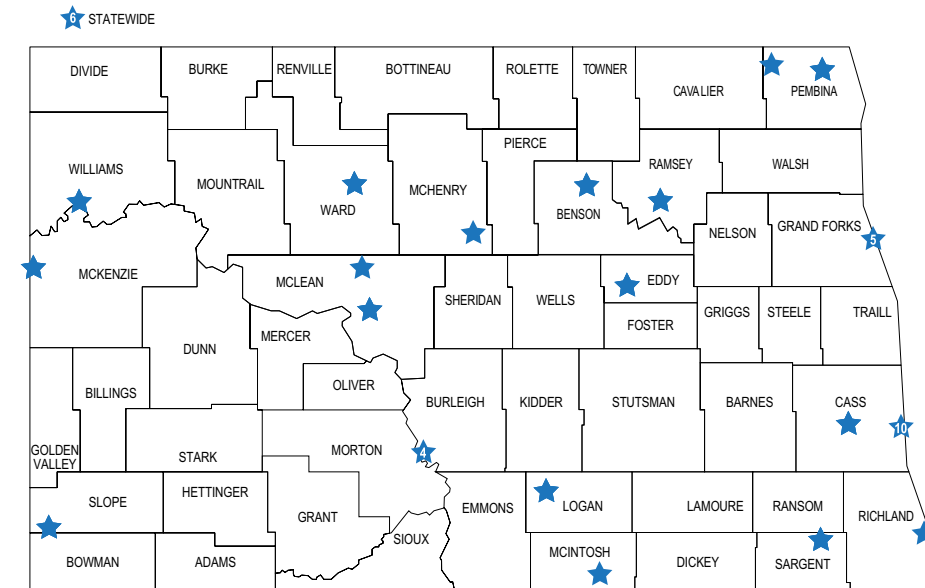 6 STATEWIDE
DIVIDE
BURKE
RENVILLE
BOTTINEAU
ROLETTE
TOWNER
CAVALIER
PEMBINA
PIERCE
WILLIAMS
MOUNTRAIL
WARD
MCHENRY
BENSON
RAMSEY
WALSH
NELSON
GRAND FORKS
5
MCKENZIE
MCLEAN
SHERIDAN
WELLS
EDDY
FOSTER
GRIGGS
STEELE
TRAILL
DUNN
MERCER
OLIVER
BILLINGS
BURLEIGH
KIDDER
STUTSMAN
BARNES
CASS
10
GOLDEN
VALLEY
STARK
MORTON
4
SLOPE
HETTINGER
GRANT
EMMONS
LOGAN
LAMOURE
RANSOM
RICHLAND
SIOUX
BOWMAN
ADAMS
MCINTOSH
DICKEY
SARGENT